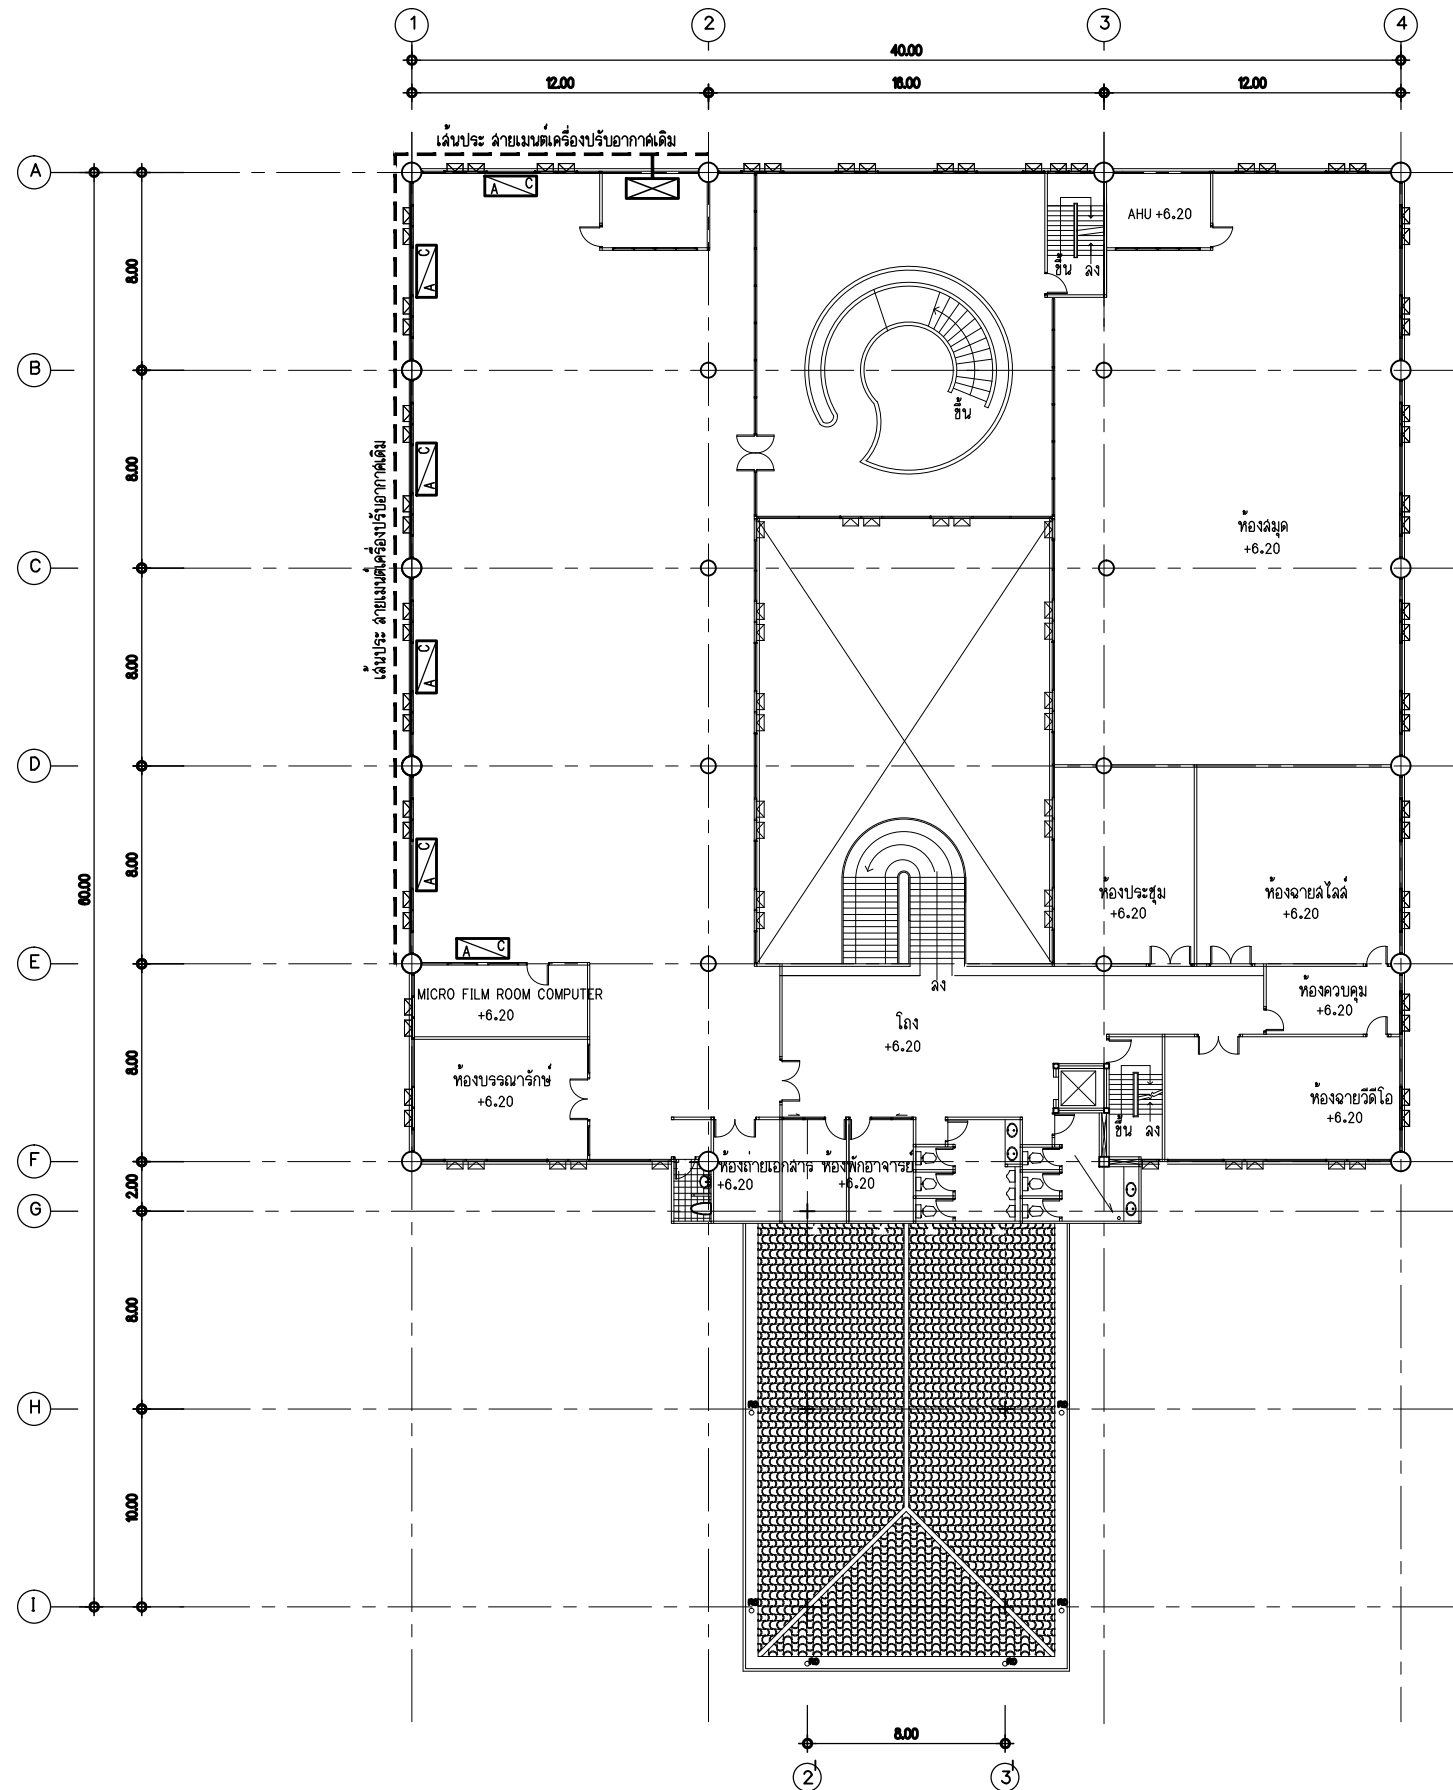 1
2
3
4
40.00
12.00
16.00
12.00
เส้นประ สายเมนต์เครื่องปรับอากาศเดิม
A
A C
AHU +6.20
8.00
C
A
ขึ้น ลง
B
ขึ้น
8.00
C
A
เส้นประ สายเมนต์เครื่องปรับอากาศเดิม
ห้องสมุด
+6.20
C
8.00
C
A
D
8.00
C
A
60.00
ห้องประชุม
+6.20
ห้องฉายสไลส์
+6.20
A C
E
ลง
MICRO FILM ROOM COMPUTER
+6.20
ห้องควบคุม
+6.20
โถง
+6.20
8.00
ห้องบรรณารักษ์
+6.20
ห้องฉายวีดีโอ
+6.20
ขึ้น ลง
F
ห้องถ่ายเอกสาร
+6.20
ห้องพักอาจารย์
+6.20
2.00
G
8.00
H
RD
RD
10.00
I
RD
RD
RD
RD
8.00
2'
3'